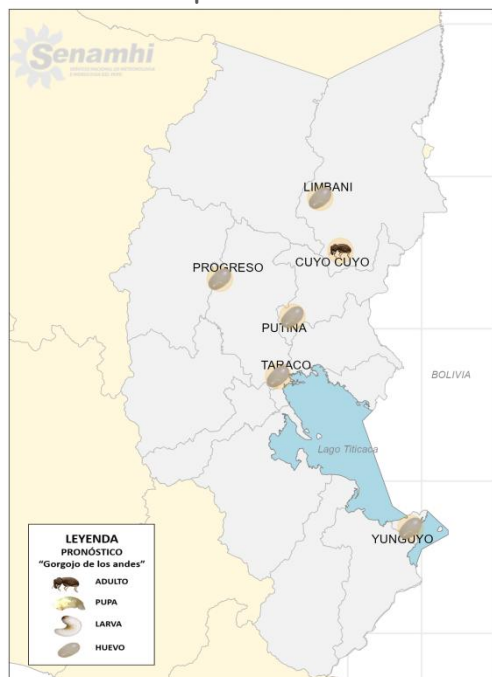 Senamhi
LIMBANI
CUYO CUYO
PROGRESO
PUTINA
TARACO
BOLIVIA
Lago Titicaca
YUNGUYO
LEYENDA
PRONÓSTICO
"Gorgojo de los andes"
ADULTO
PUPA
LARVA
HUEVO